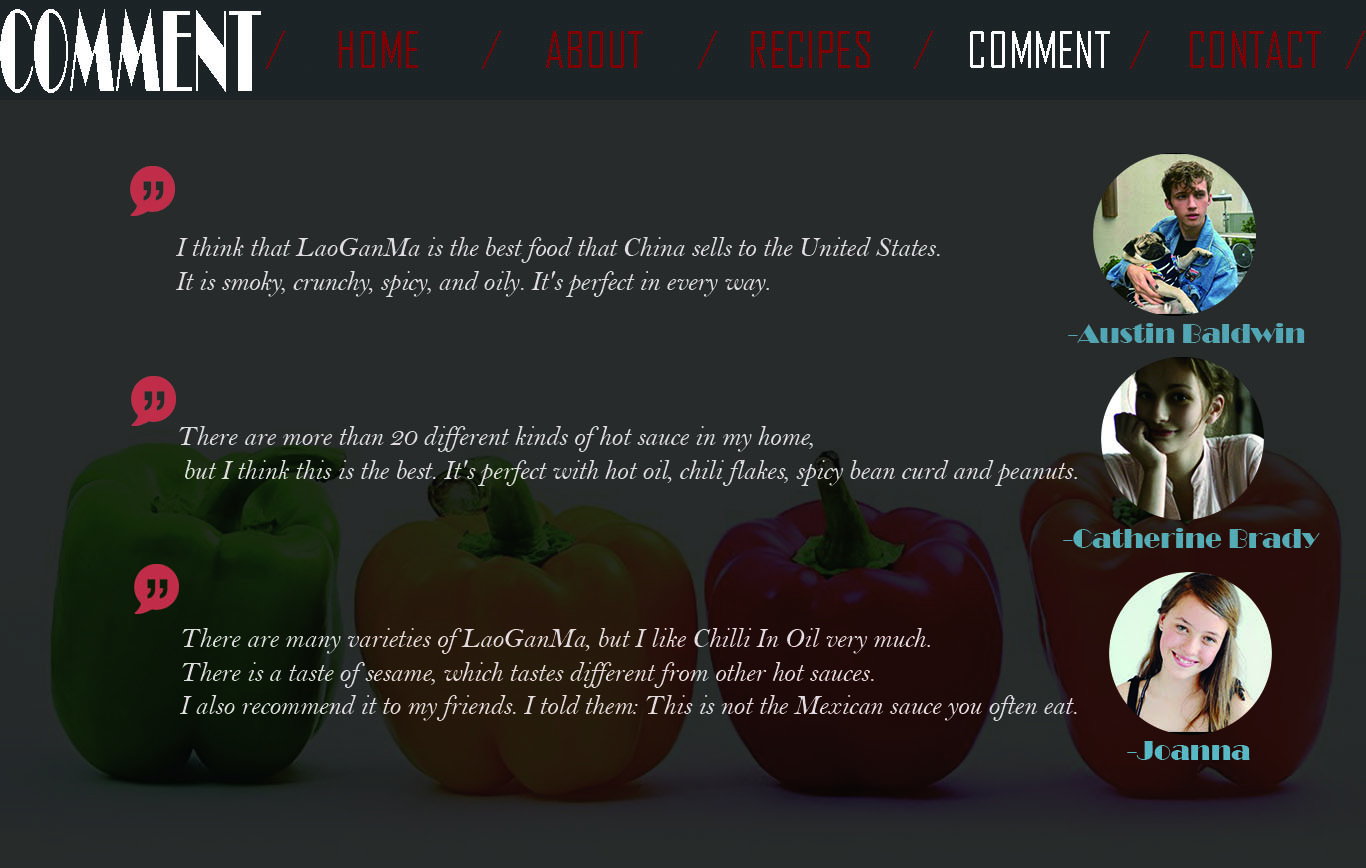 COMMENT / HOME / ABOUT / RECIPES / COMMENT / CONTACT /
I think that LaoGanMa is the best food that China sells to the United States.
It is smoky, crunchy, spicy, and oily. It's perfect in every way.
-Austin Baldwin
There are more than 20 different kinds of hot sauce in my home,
but I think this is the best. It's perfect with hot oil, chili flakes, spicy bean curd and peanuts.
-Catherine Brady
There are many varieties of LaoGanMa, but I like Chilli In Oil very much.
There is a taste of sesame, which tastes different from other hot sauces.
I also recommend it to my friends. I told them: This is not the Mexican sauce you often eat.
-Joanna